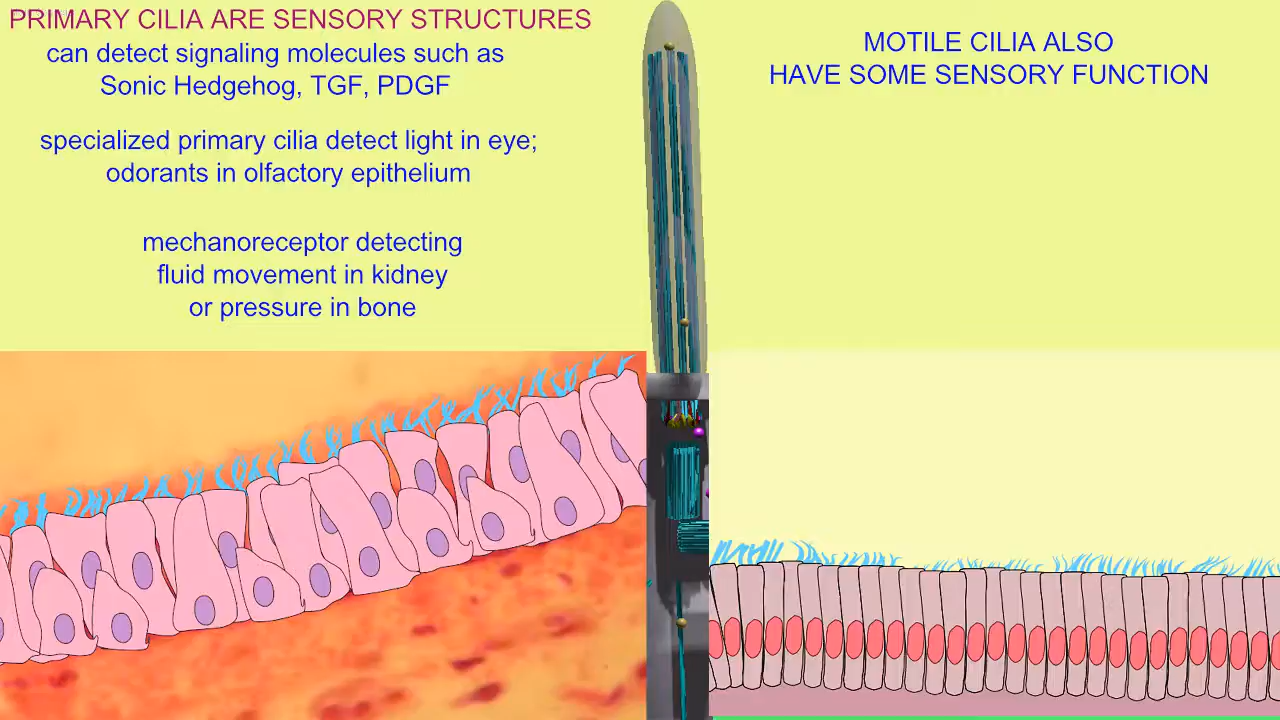 PRIMARY CILIA ARE SENSORY STRUCTURES
can detect signaling molecules such as
Sonic Hedgehog, TGF, PDGF
specialized primary cilia detect light in eye;
odorants in olfactory epithelium
mechanoreceptor detecting
fluid movement in kidney
or pressure in bone
MOTILE CILIA ALSO
HAVE SOME SENSORY FUNCTION